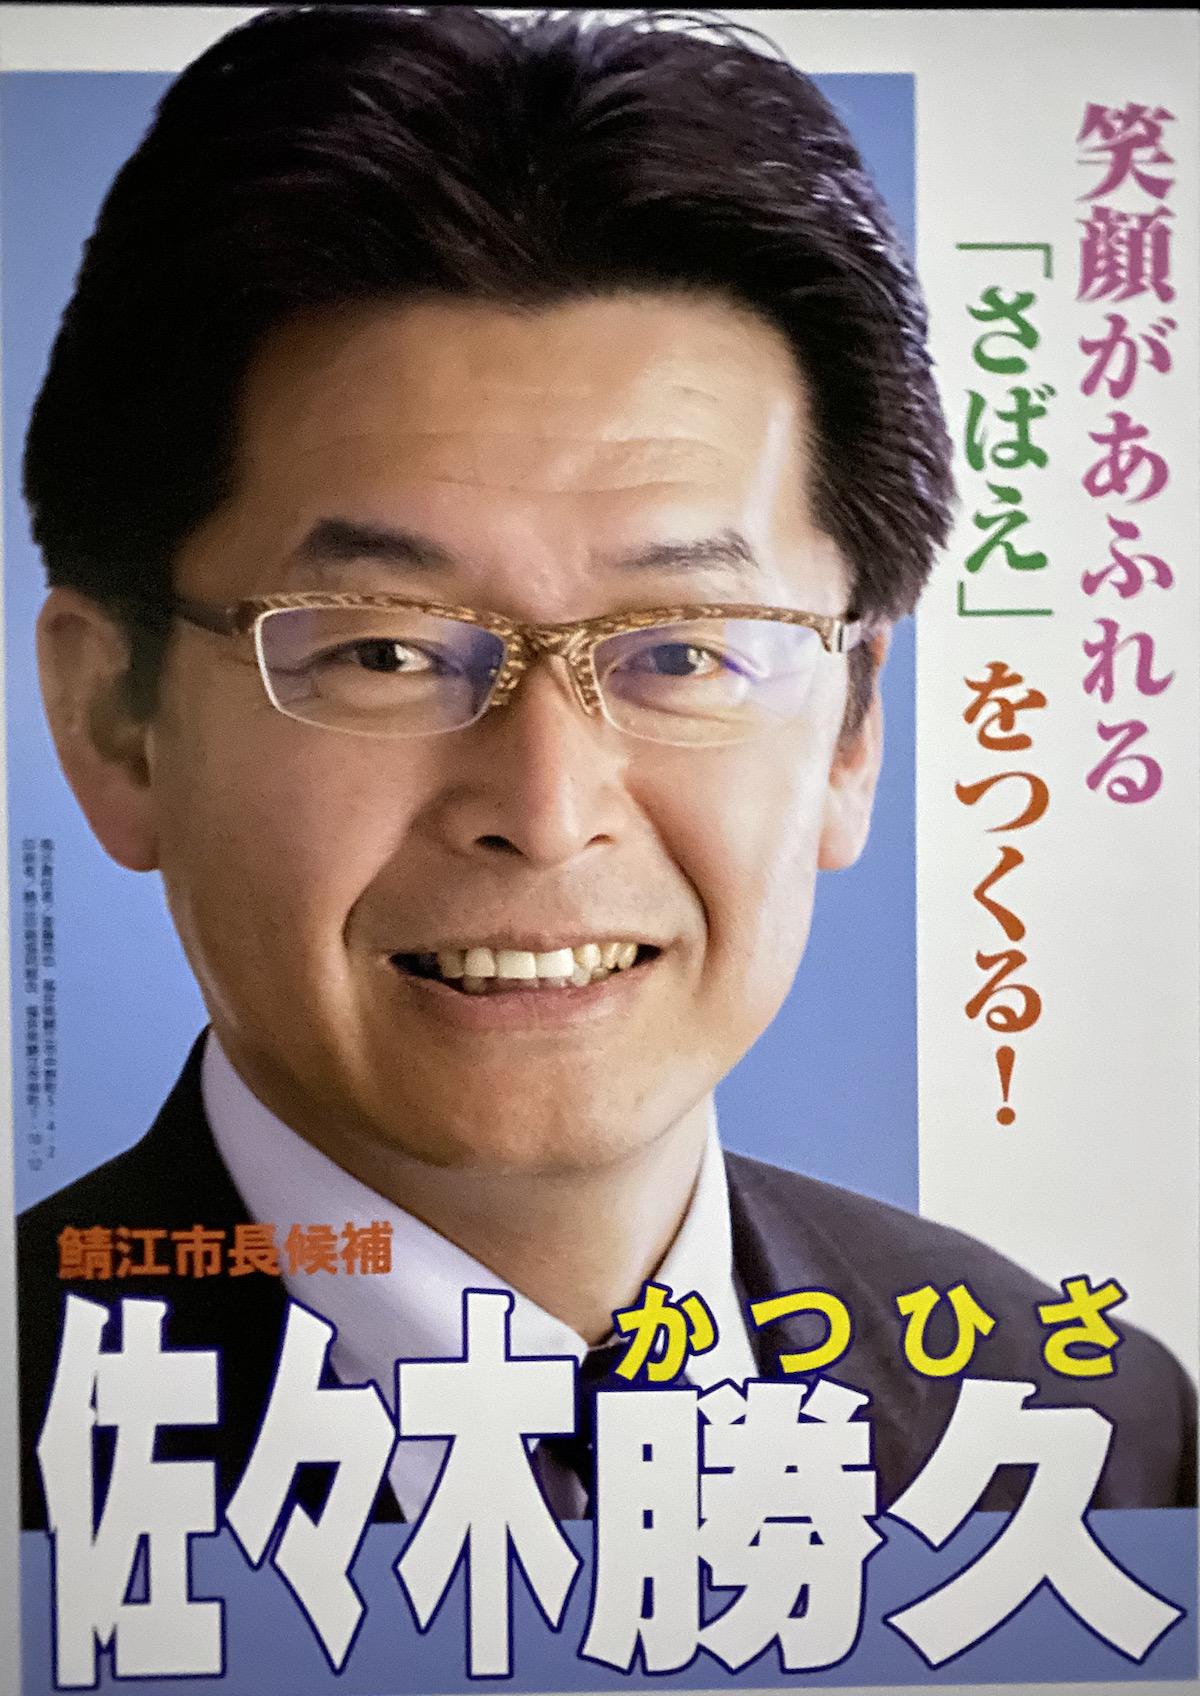 笑顔があふれる
「さばえ」をつくる!
鯖江市長候補
かつひさ
佐々木勝久